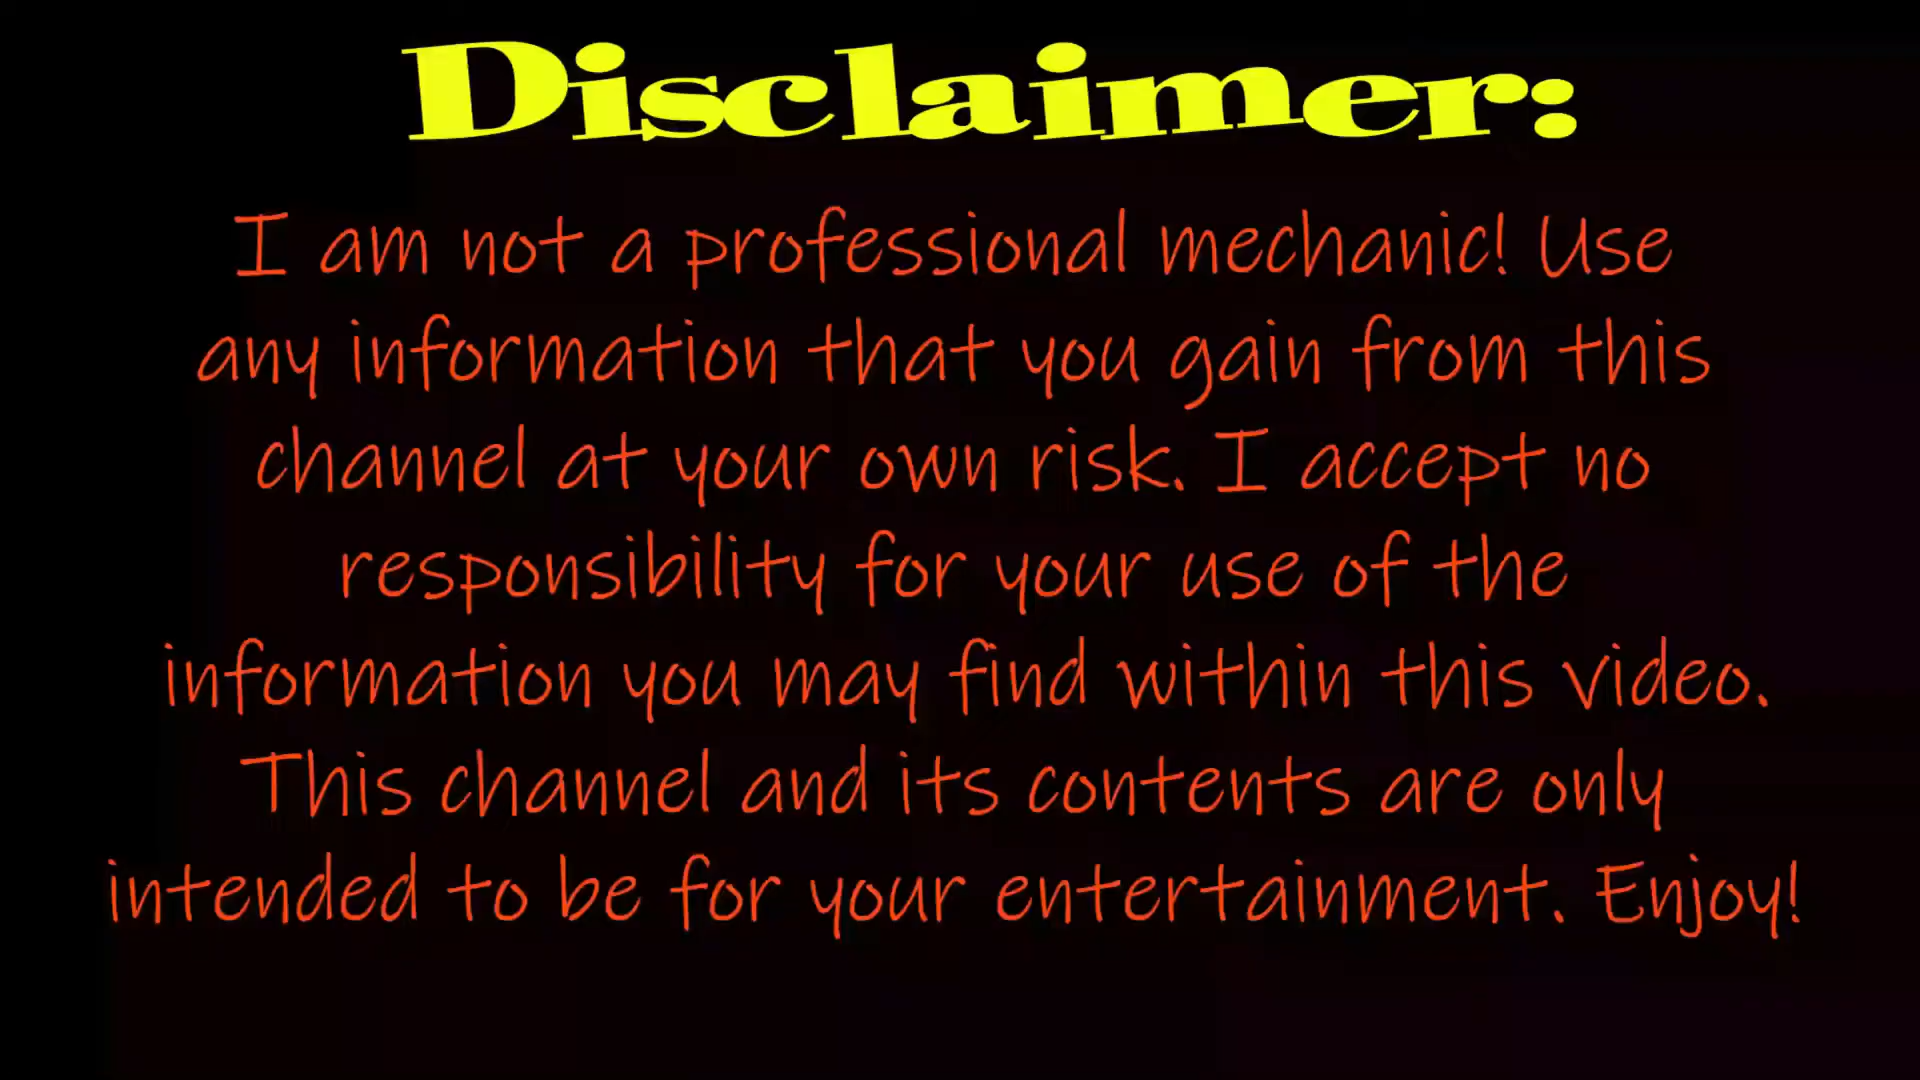 Disclaimer:
I am not a professional mechanic! Use
any information that you gain from this
channel at your own risk. I accept no
responsibility for your use of the
information you may find within this video.
This channel and its contents are only
intended to be for your entertainment. Enjoy!